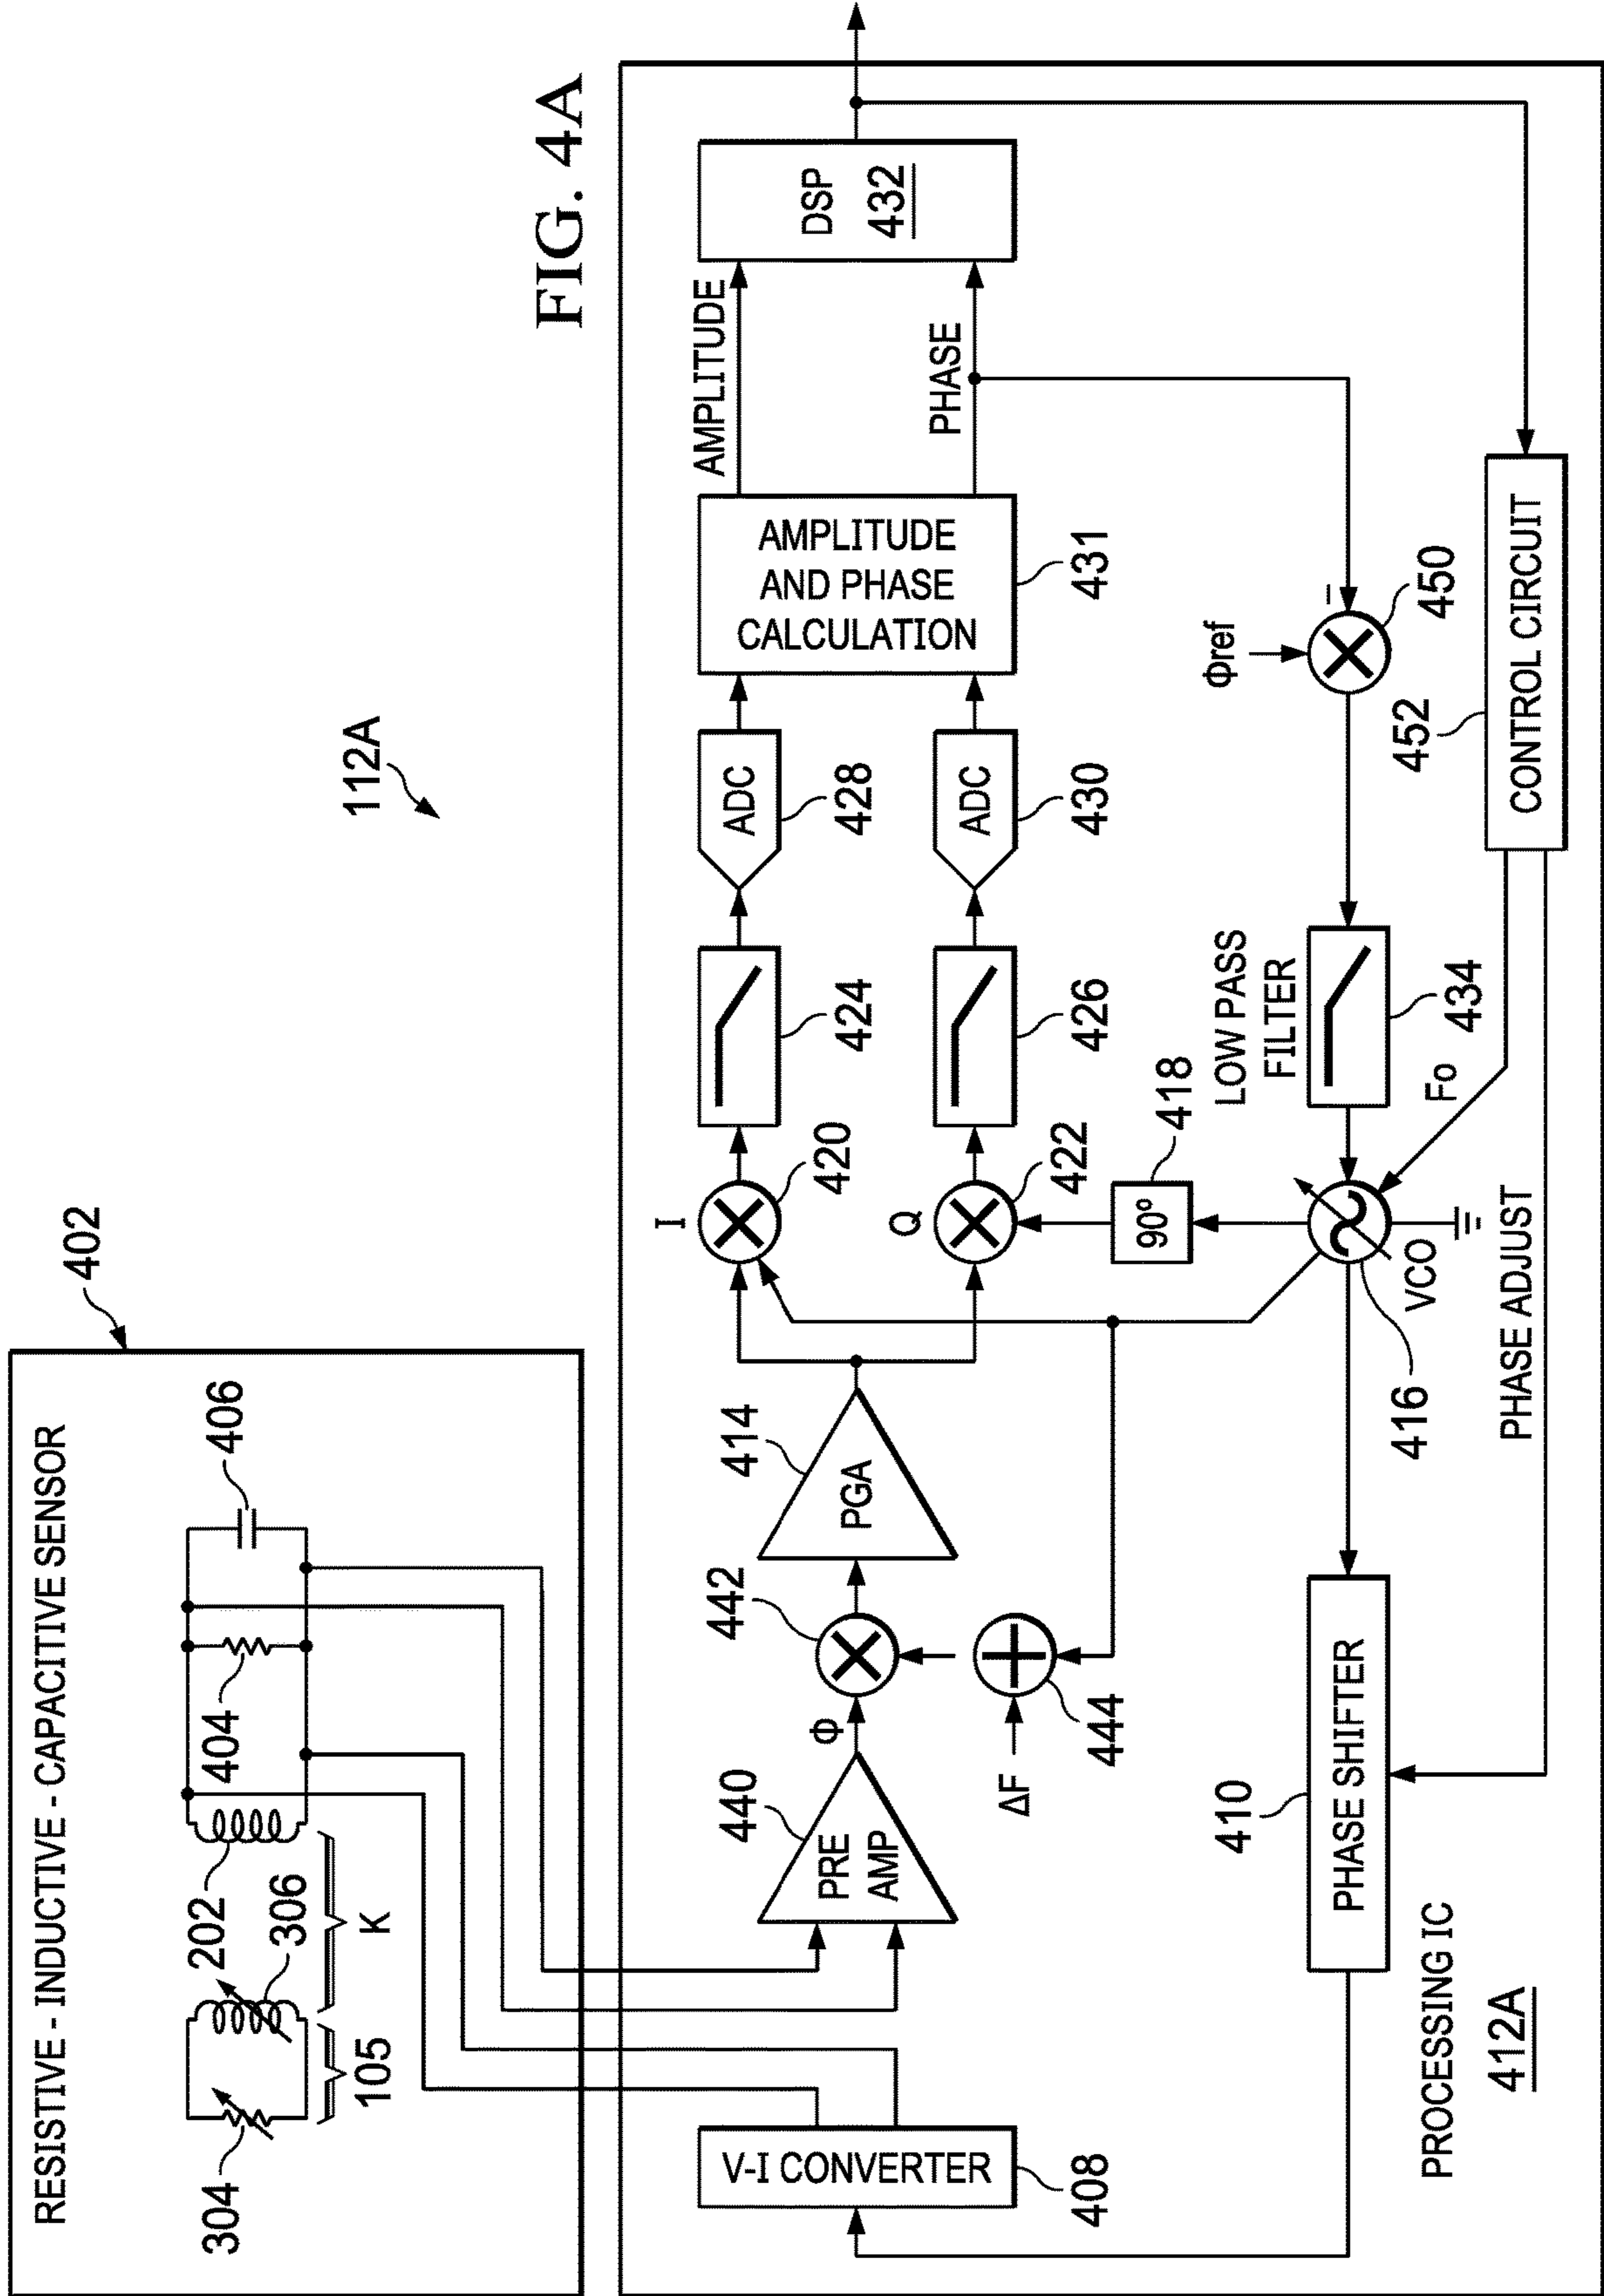 FIG. 4A
112A
402
RESISTIVE - INDUCTIVE - CAPACITIVE SENSOR
304
105
306
202
K
404
406
V-I CONVERTER
408
PRE
AMP
440
Φ
442
ΔF
444
PGA
414
I
420
Q
422
424
426
ADC
428
ADC
430
AMPLITUDE
AND PHASE
CALCULATION
431
AMPLITUDE
PHASE
DSP
432
90º
418
VCO
416
LOW PASS
FILTER
434
Φref
−
450
Fo
CONTROL CIRCUIT
452
PHASE ADJUST
PHASE SHIFTER
410
PROCESSING IC
412A